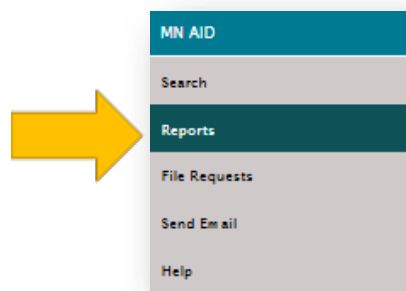 MN AID
Search
Reports
File Requests
Send Email
Help